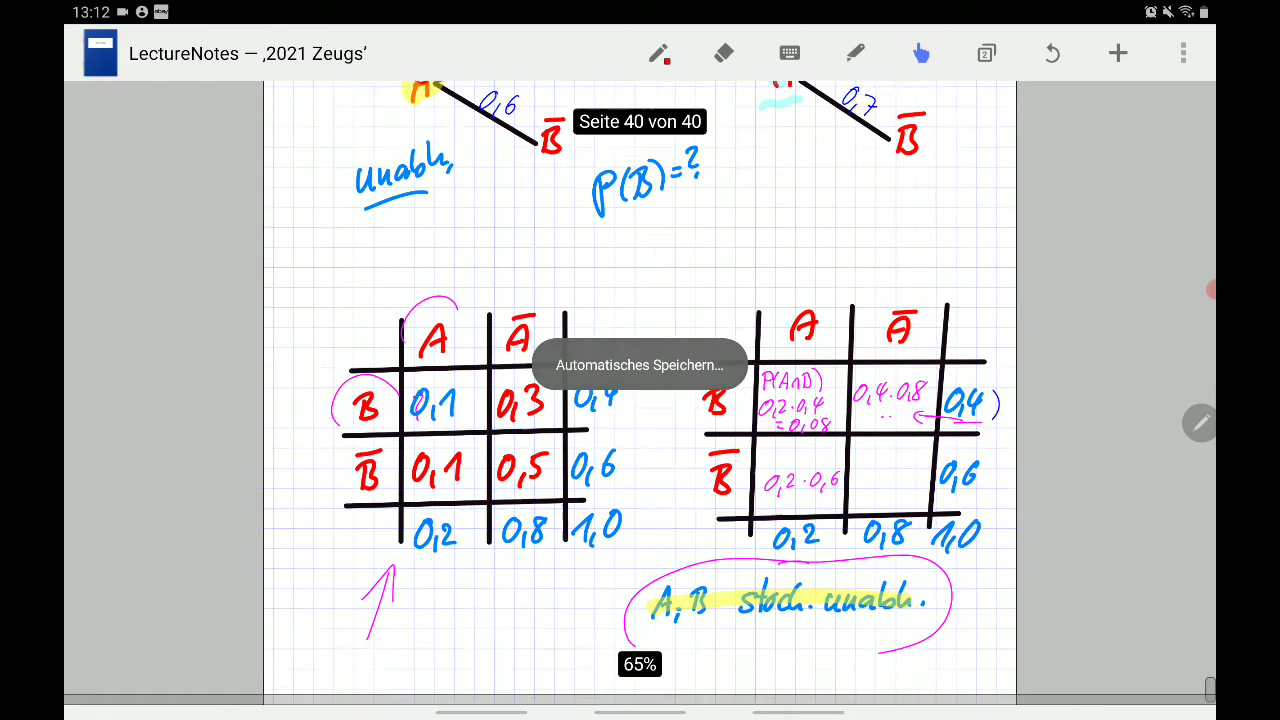 13:12
ebay
LectureNotes — ‚2021 Zeugs’
2
A
0,6
B̅
0,7
B̅
Seite 40 von 40
unabh.
P(B)=?
A A̅
B 0,1 0,3 0,4
B̅ 0,1 0,5 0,6
0,2 0,8 1,0
Automatisches Speichern…
A A̅
B P(A∩B) 0,4·0,8 0,4)
0,2·0,4 ..
=0,08
B̅ 0,2·0,6 0,6
0,2 0,8 1,0
A, B stoch. unabh.
65%